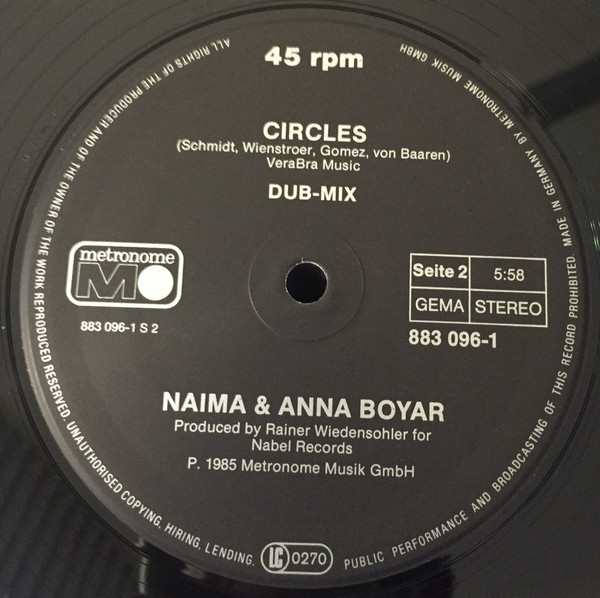 45 rpm
CIRCLES
(Schmidt, Wienstroer, Gomez, von Baaren)
VeraBra Music
DUB-MIX
metronome
883 096-1 S 2
Seite 2 5:58
GEMA STEREO
883 096-1
NAIMA & ANNA BOYAR
Produced by Rainer Wiedensohler for
Nabel Records
P. 1985 Metronome Musik GmbH
ALL RIGHTS OF THE PRODUCER AND OF THE OWNER OF THE WORK REPRODUCED RESERVED. UNAUTHORISED COPYING, HIRING, LENDING, PUBLIC PERFORMANCE AND BROADCASTING OF THIS RECORD PROHIBITED. MADE IN GERMANY BY METRONOME MUSIK GMBH
LC 0270